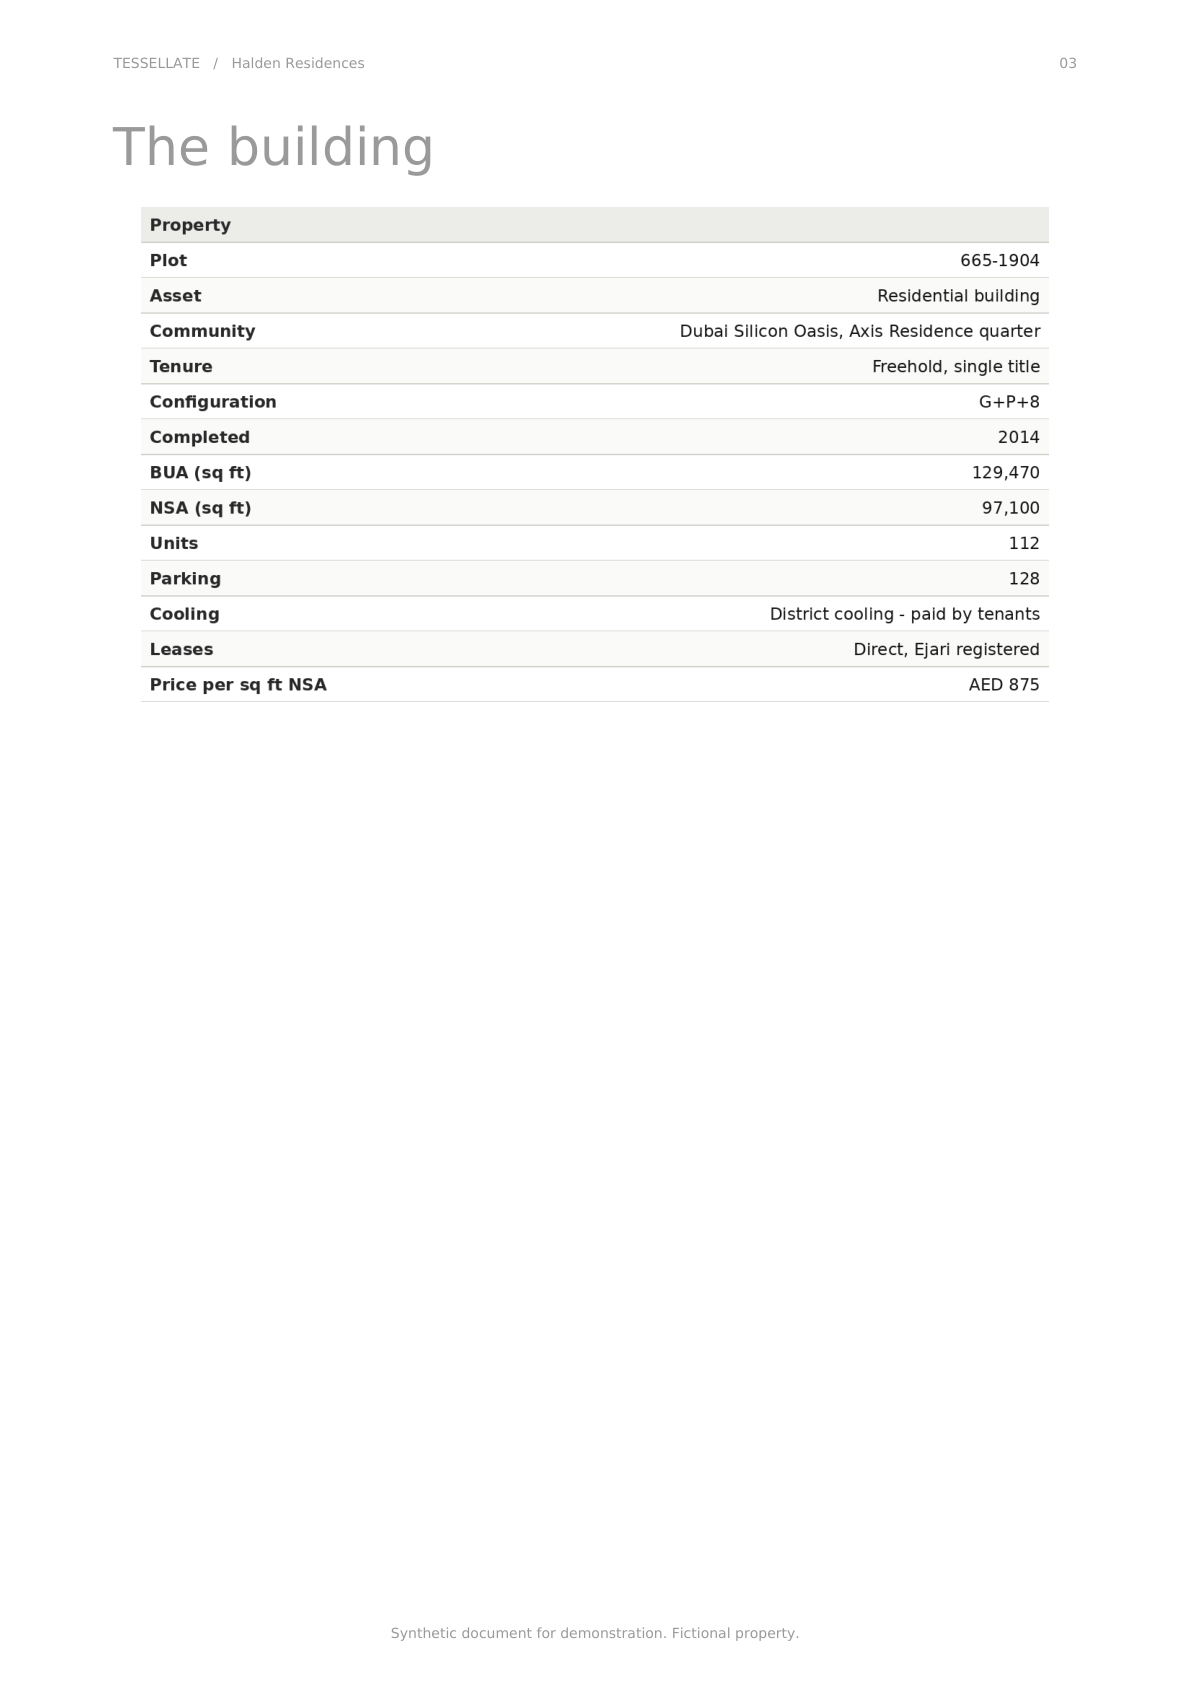 TESSELLATE / Halden Residences 03
The building
Property
Plot 665-1904
Asset Residential building
Community Dubai Silicon Oasis, Axis Residence quarter
Tenure Freehold, single title
Configuration G+P+8
Completed 2014
BUA (sq ft) 129,470
NSA (sq ft) 97,100
Units 112
Parking 128
Cooling District cooling - paid by tenants
Leases Direct, Ejari registered
Price per sq ft NSA AED 875
Synthetic document for demonstration. Fictional property.